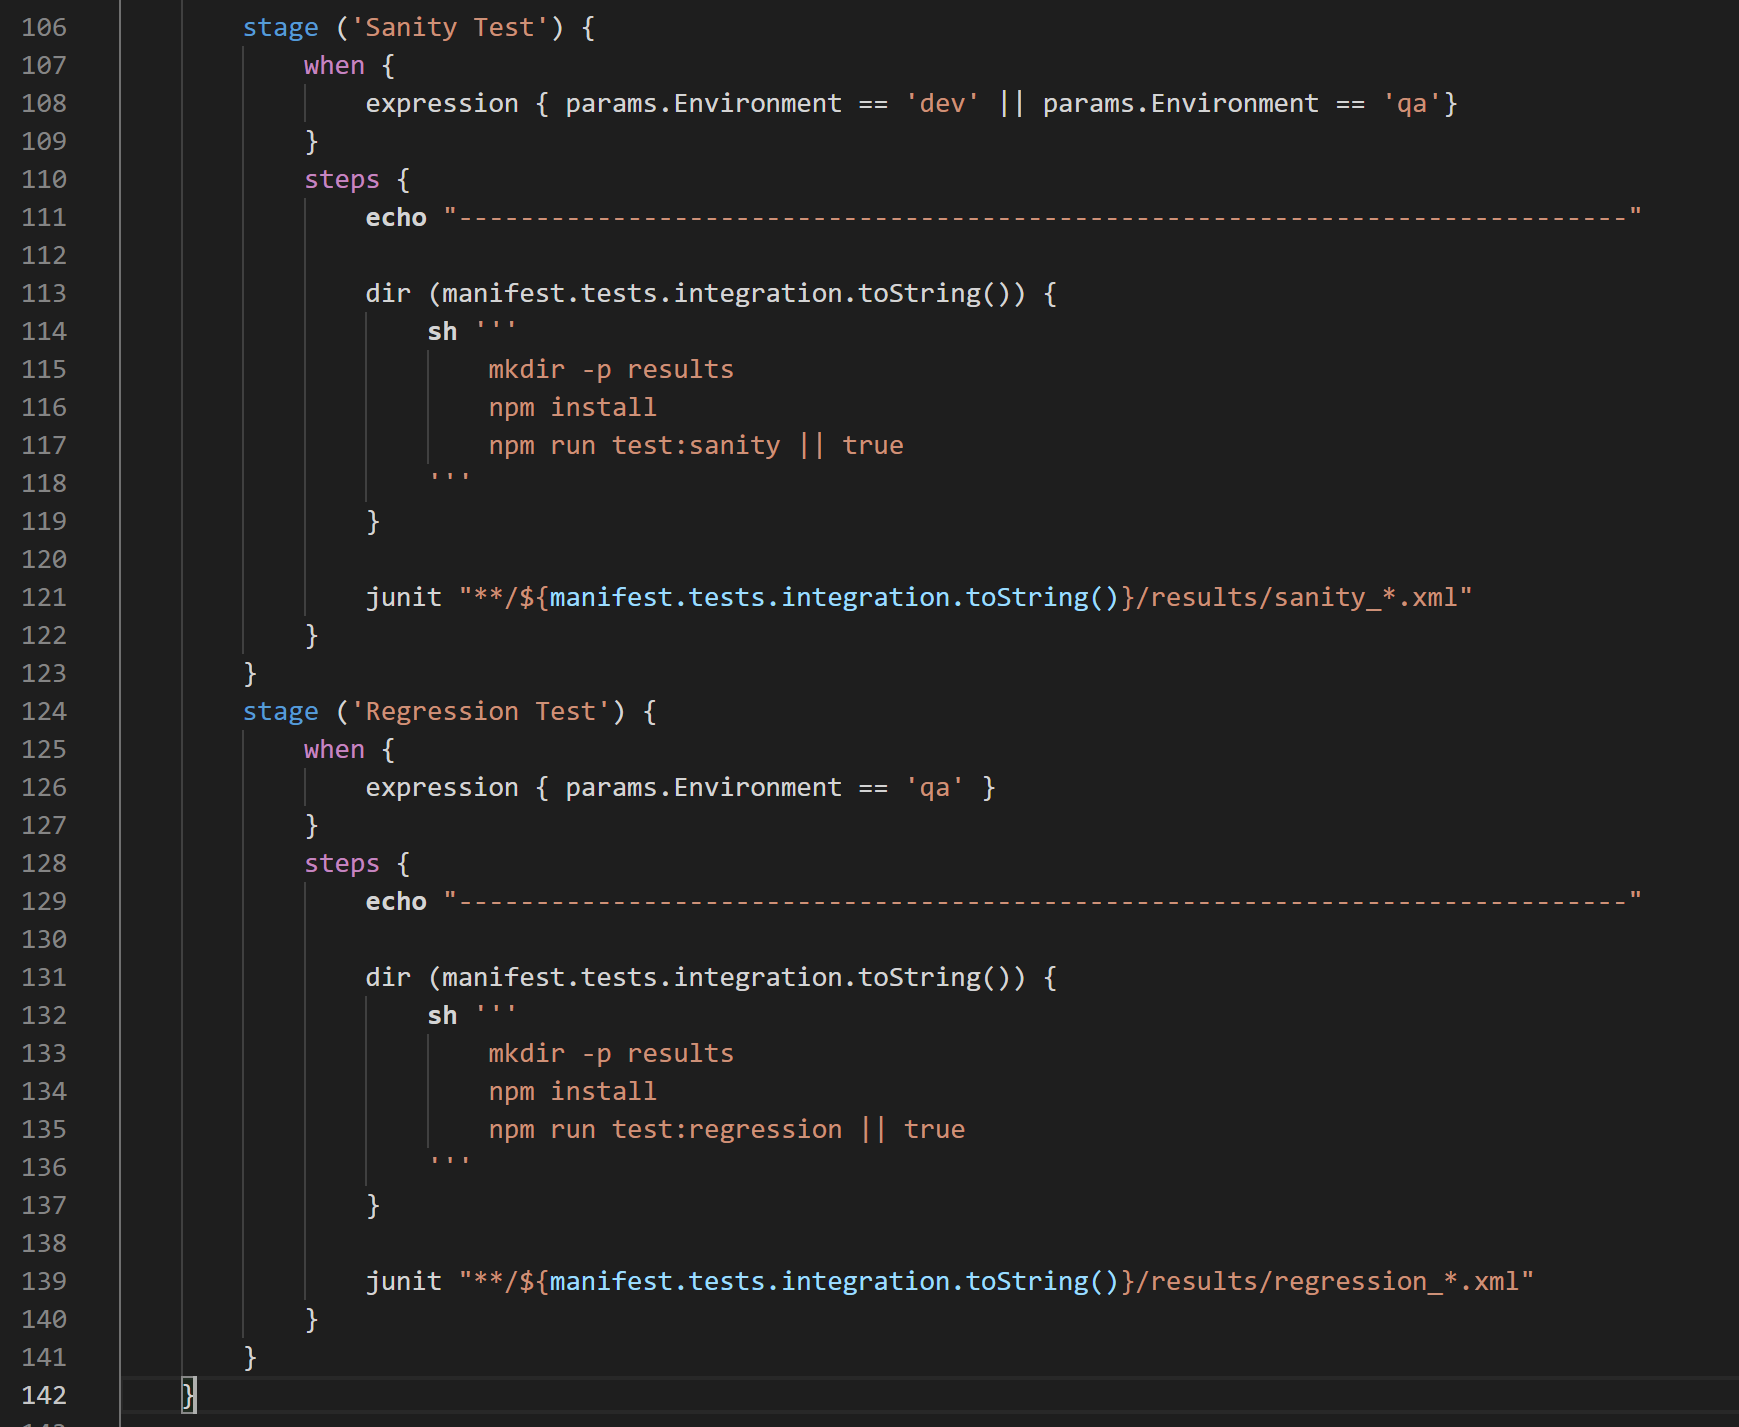 106 stage ('Sanity Test') {
107 when {
108 expression { params.Environment == 'dev' || params.Environment == 'qa'}
109 }
110 steps {
111 echo "----------------------------------------------------------------------------"
112
113 dir (manifest.tests.integration.toString()) {
114 sh '''
115 mkdir -p results
116 npm install
117 npm run test:sanity || true
118 '''
119 }
120
121 junit "**/${manifest.tests.integration.toString()}/results/sanity_*.xml"
122 }
123 }
124 stage ('Regression Test') {
125 when {
126 expression { params.Environment == 'qa' }
127 }
128 steps {
129 echo "----------------------------------------------------------------------------"
130
131 dir (manifest.tests.integration.toString()) {
132 sh '''
133 mkdir -p results
134 npm install
135 npm run test:regression || true
136 '''
137 }
138
139 junit "**/${manifest.tests.integration.toString()}/results/regression_*.xml"
140 }
141 }
142 }